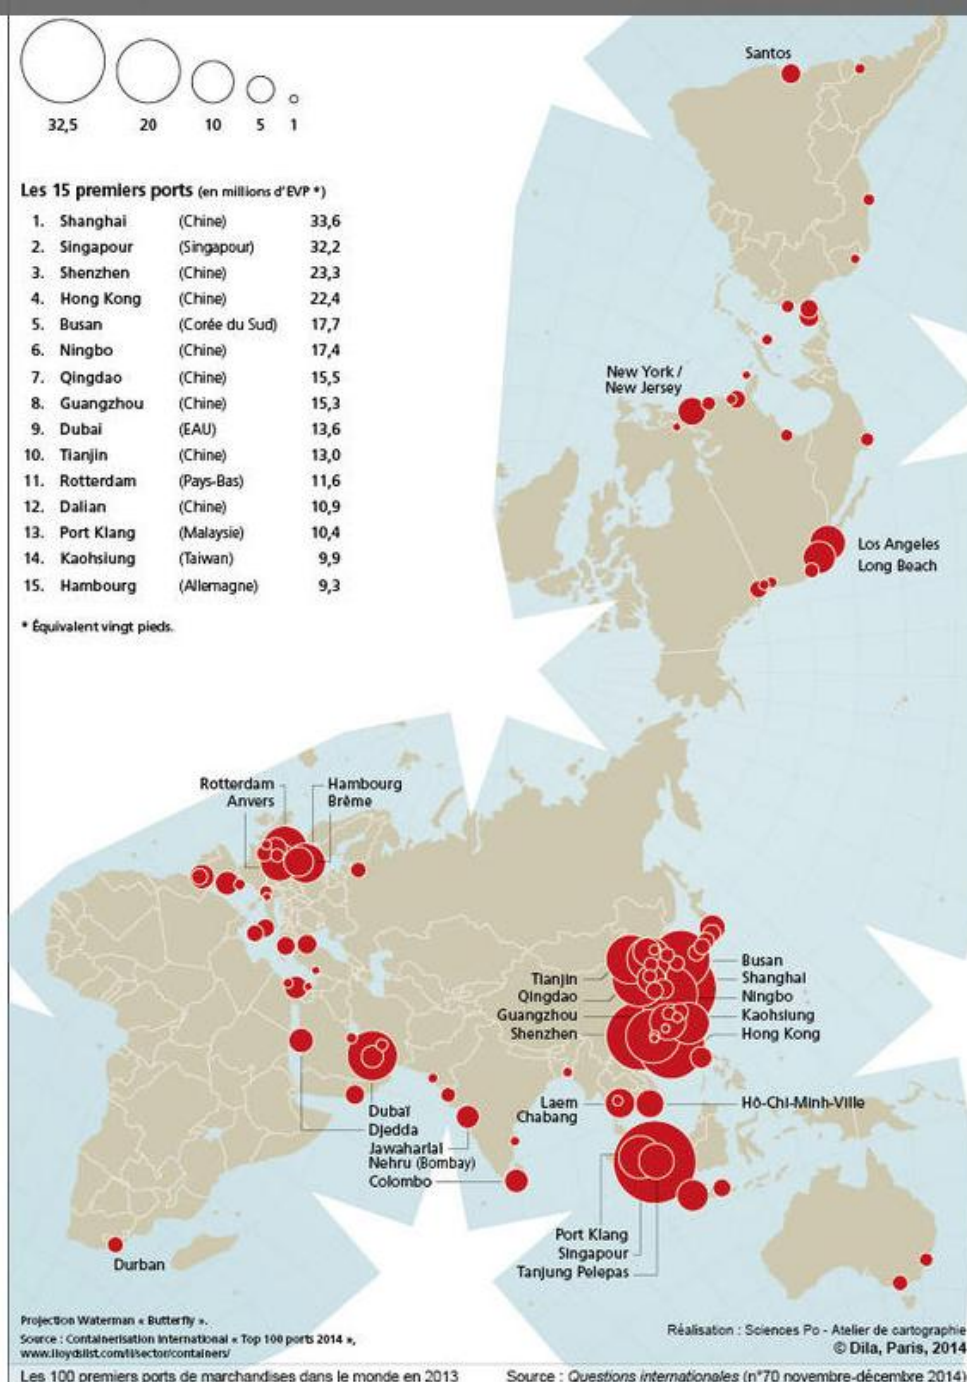 32,5 20 10 5 1
Les 15 premiers ports (en millions d'EVP *)
1. Shanghai (Chine) 33,6
2. Singapour (Singapour) 32,2
3. Shenzhen (Chine) 23,3
4. Hong Kong (Chine) 22,4
5. Busan (Corée du Sud) 17,7
6. Ningbo (Chine) 17,4
7. Qingdao (Chine) 15,5
8. Guangzhou (Chine) 15,3
9. Dubaï (EAU) 13,6
10. Tianjin (Chine) 13,0
11. Rotterdam (Pays-Bas) 11,6
12. Dalian (Chine) 10,9
13. Port Klang (Malaysie) 10,4
14. Kaohsiung (Taiwan) 9,9
15. Hambourg (Allemagne) 9,3
* Équivalent vingt pieds.
Santos
New York /
New Jersey
Los Angeles
Long Beach
Rotterdam
Anvers
Hambourg
Brême
Tianjin
Qingdao
Guangzhou
Shenzhen
Busan
Shanghai
Ningbo
Kaohsiung
Hong Kong
Laem
Chabang
Hô-Chi-Minh-Ville
Dubaï
Djedda
Jawaharlal
Nehru (Bombay)
Colombo
Port Klang
Singapour
Tanjung Pelepas
Durban
Projection Waterman « Butterfly ».
Source : Containerisation International « Top 100 ports 2014 »,
www.lloydslist.com/ll/sector/containers/
Réalisation : Sciences Po - Atelier de cartographie
© Dila, Paris, 2014
Les 100 premiers ports de marchandises dans le monde en 2013
Source : Questions internationales (n°70 novembre-décembre 2014)